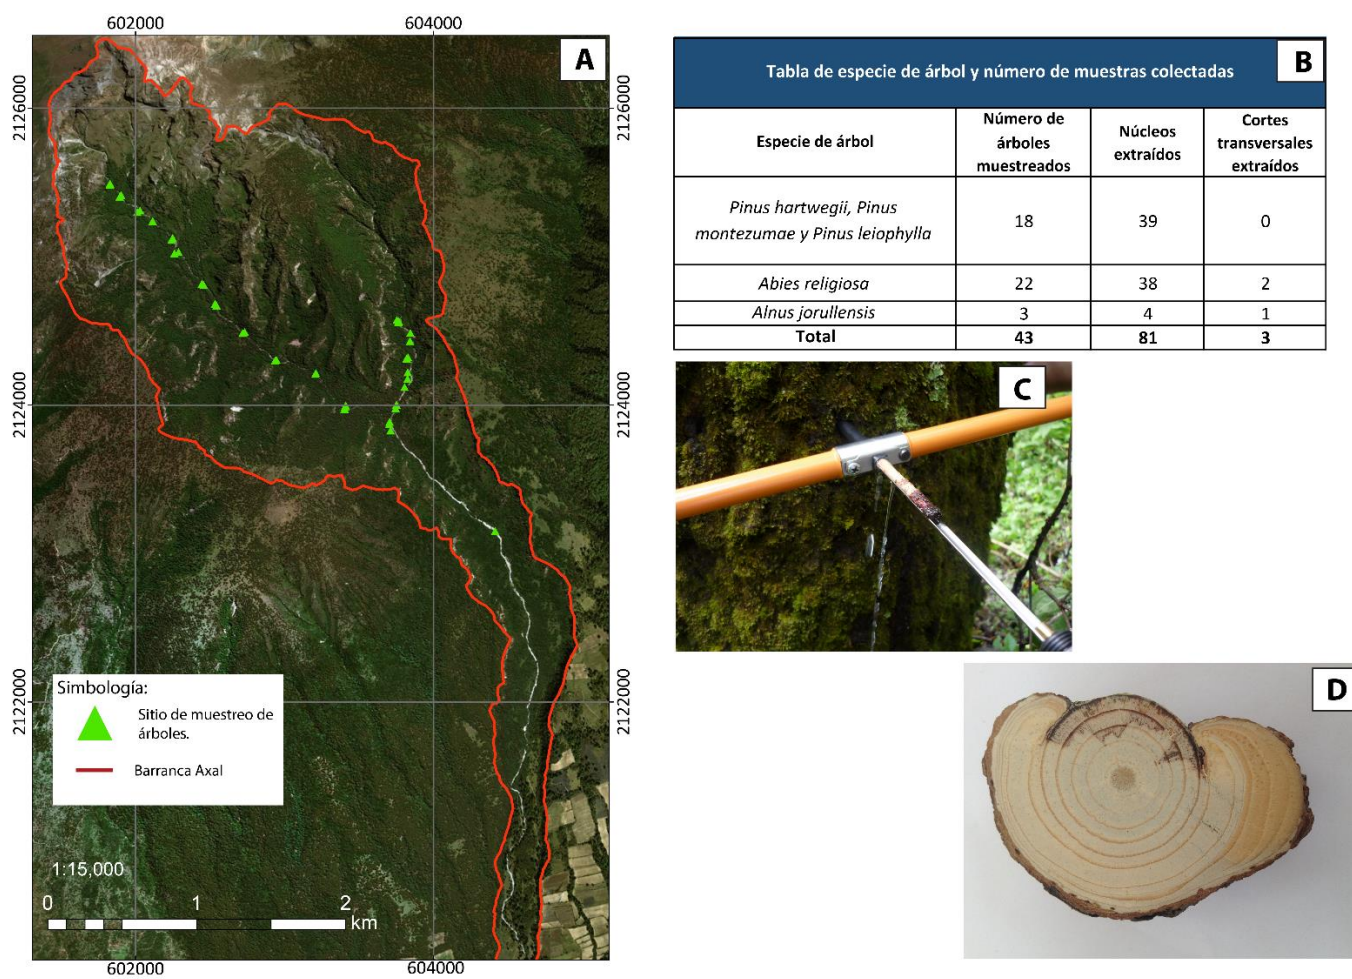 602000
604000
A
2126000
2126000
2124000
2124000
2122000
2122000
Simbología:
Sitio de muestreo de
árboles.
Barranca Axal
1:15,000
0
1
2
km
602000
604000
B
Tabla de especie de árbol y número de muestras colectadas
Especie de árbol
Número de
árboles
muestreados
Núcleos
extraídos
Cortes
transversales
extraídos
Pinus hartwegii, Pinus
montezumae y Pinus leiophylla
18
39
0
Abies religiosa
22
38
2
Alnus jorullensis
3
4
1
Total
43
81
3
C
D